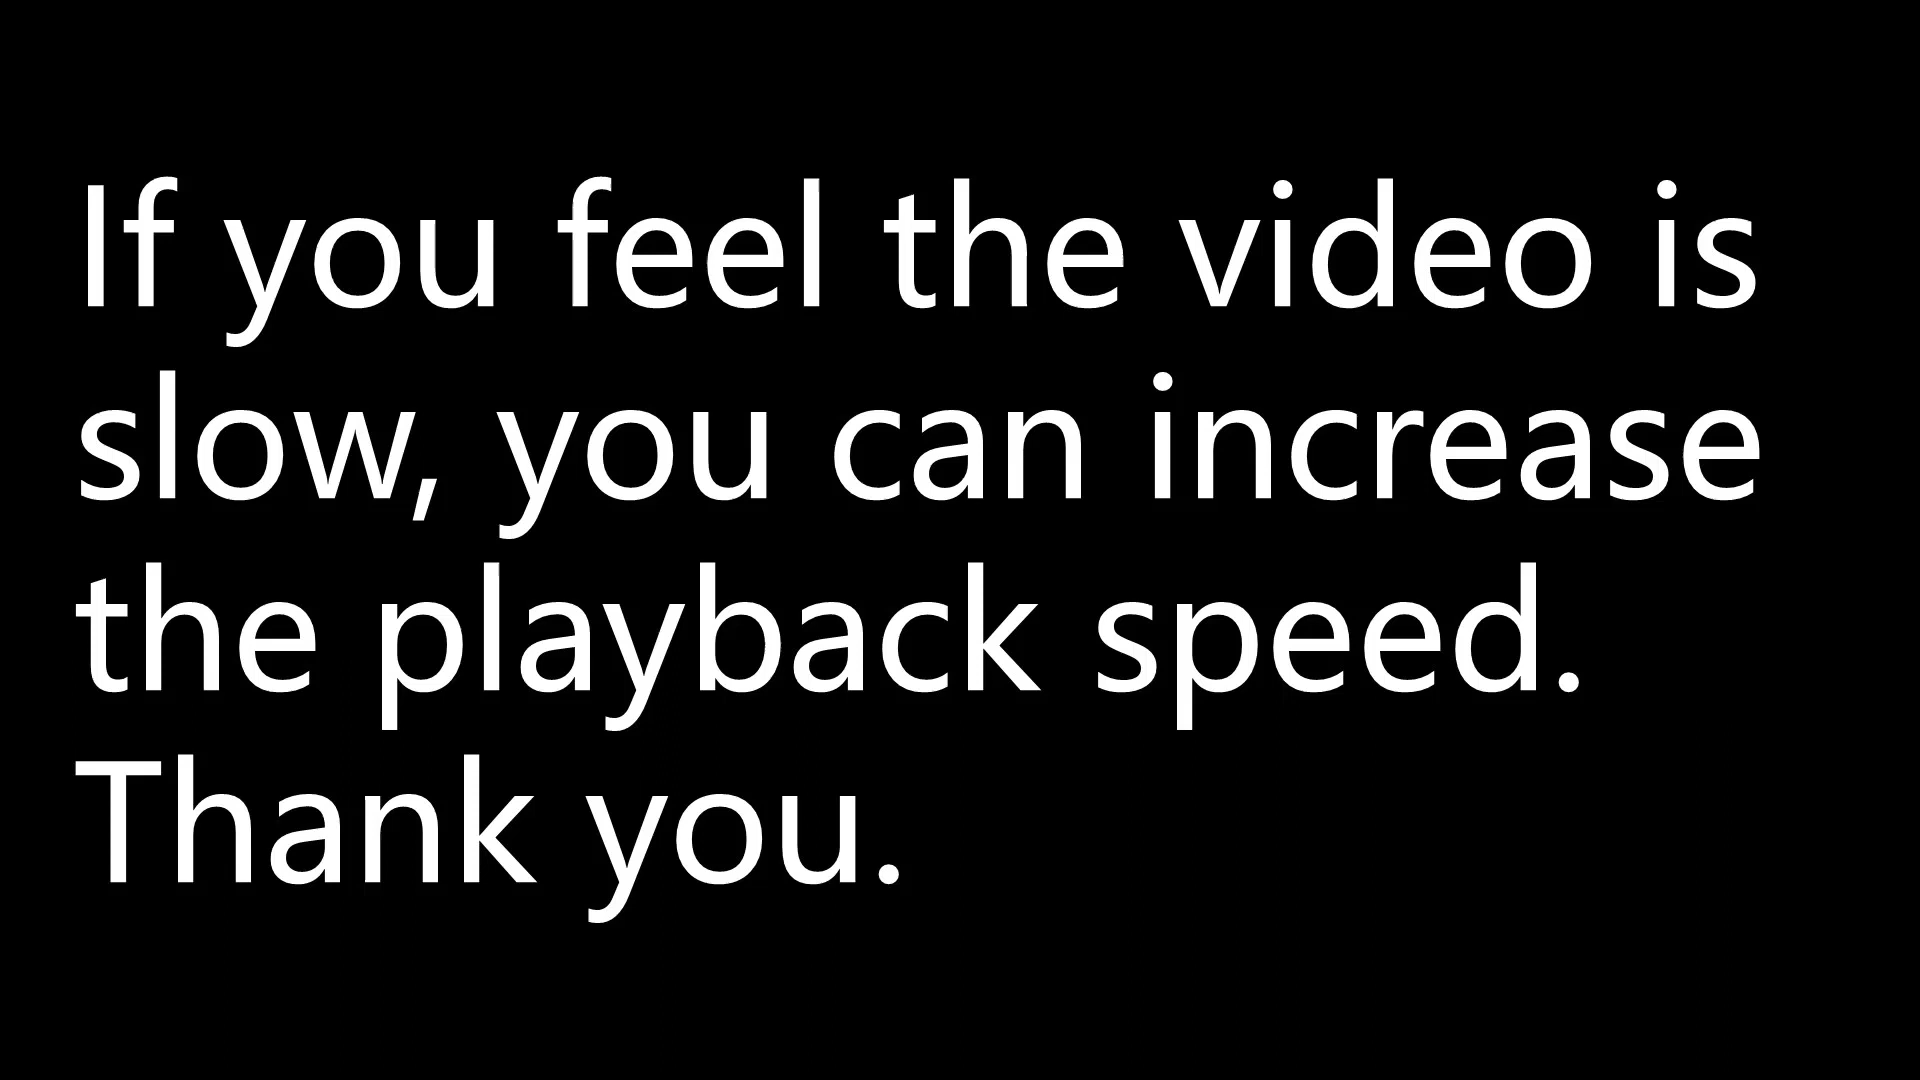 If you feel the video is
slow, you can increase
the playback speed.
Thank you.